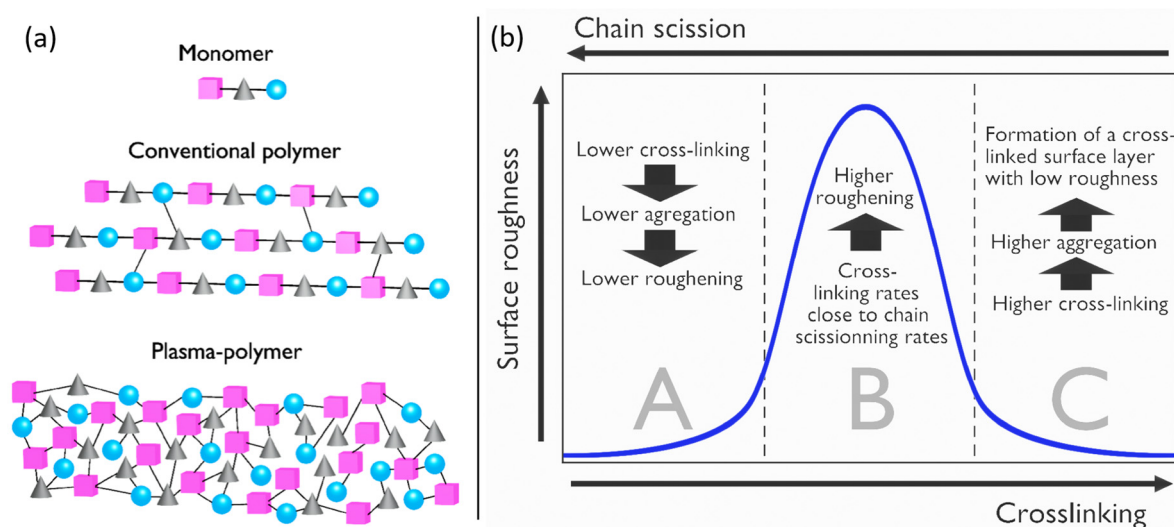 (a)
Monomer
Conventional polymer
Plasma-polymer
(b)
Chain scission
Surface roughness
Lower cross-linking
Lower agregation
Lower roughening
A
Higher
roughening
Cross-
linking rates
close to chain
scissionning rates
B
Formation of a cross-
linked surface layer
with low roughness
Higher aggregation
Higher cross-linking
C
Crosslinking